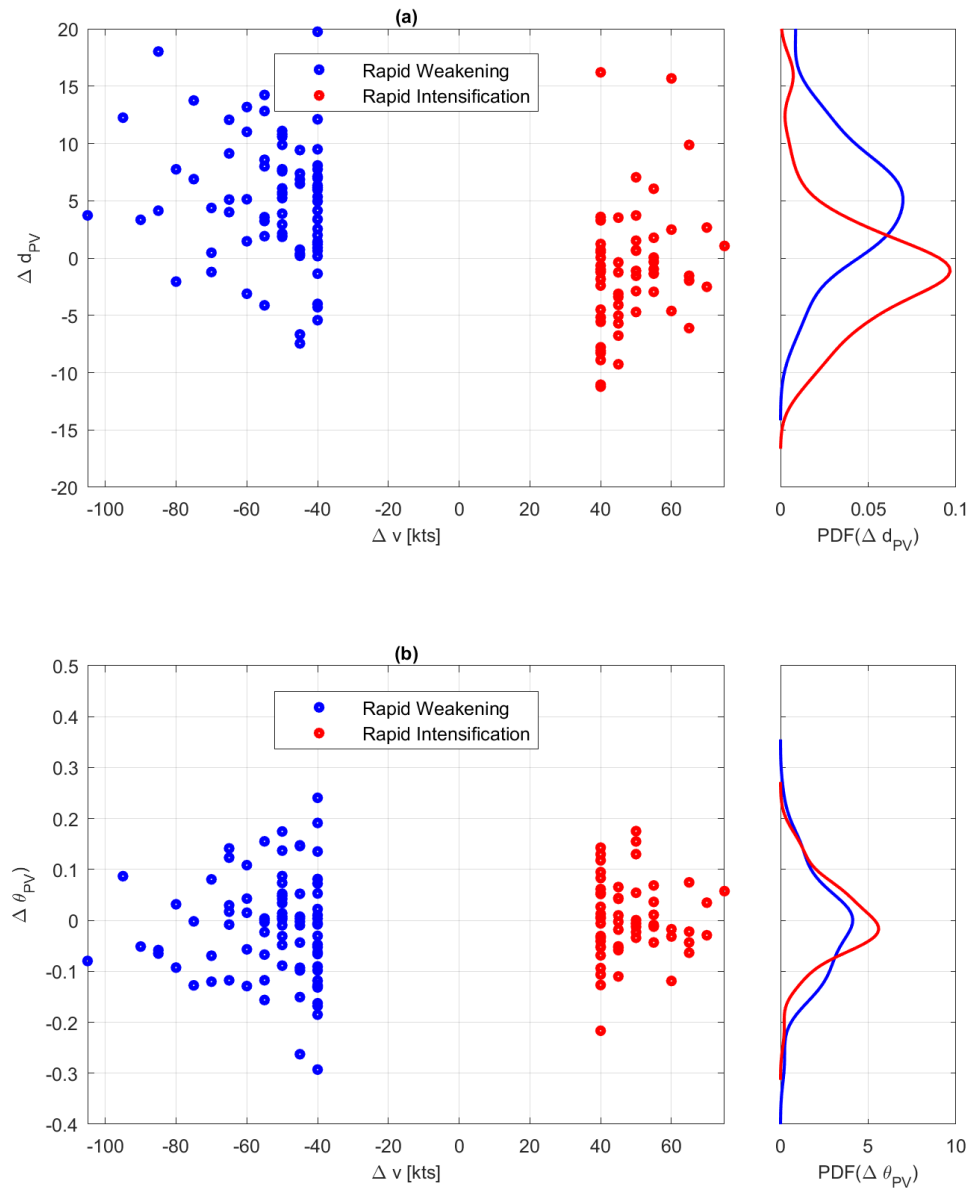 (a)
20
15
10
5
0
-5
-10
-15
-20
Δ d_PV
Rapid Weakening
Rapid Intensification
-100 -80 -60 -40 -20 0 20 40 60
Δ v [kts]
0 0.05 0.1
PDF(Δ d_PV)
(b)
0.5
0.4
0.3
0.2
0.1
0
-0.1
-0.2
-0.3
-0.4
Δ θ_PV
Rapid Weakening
Rapid Intensification
-100 -80 -60 -40 -20 0 20 40 60
Δ v [kts]
0 5 10
PDF(Δ θ_PV)